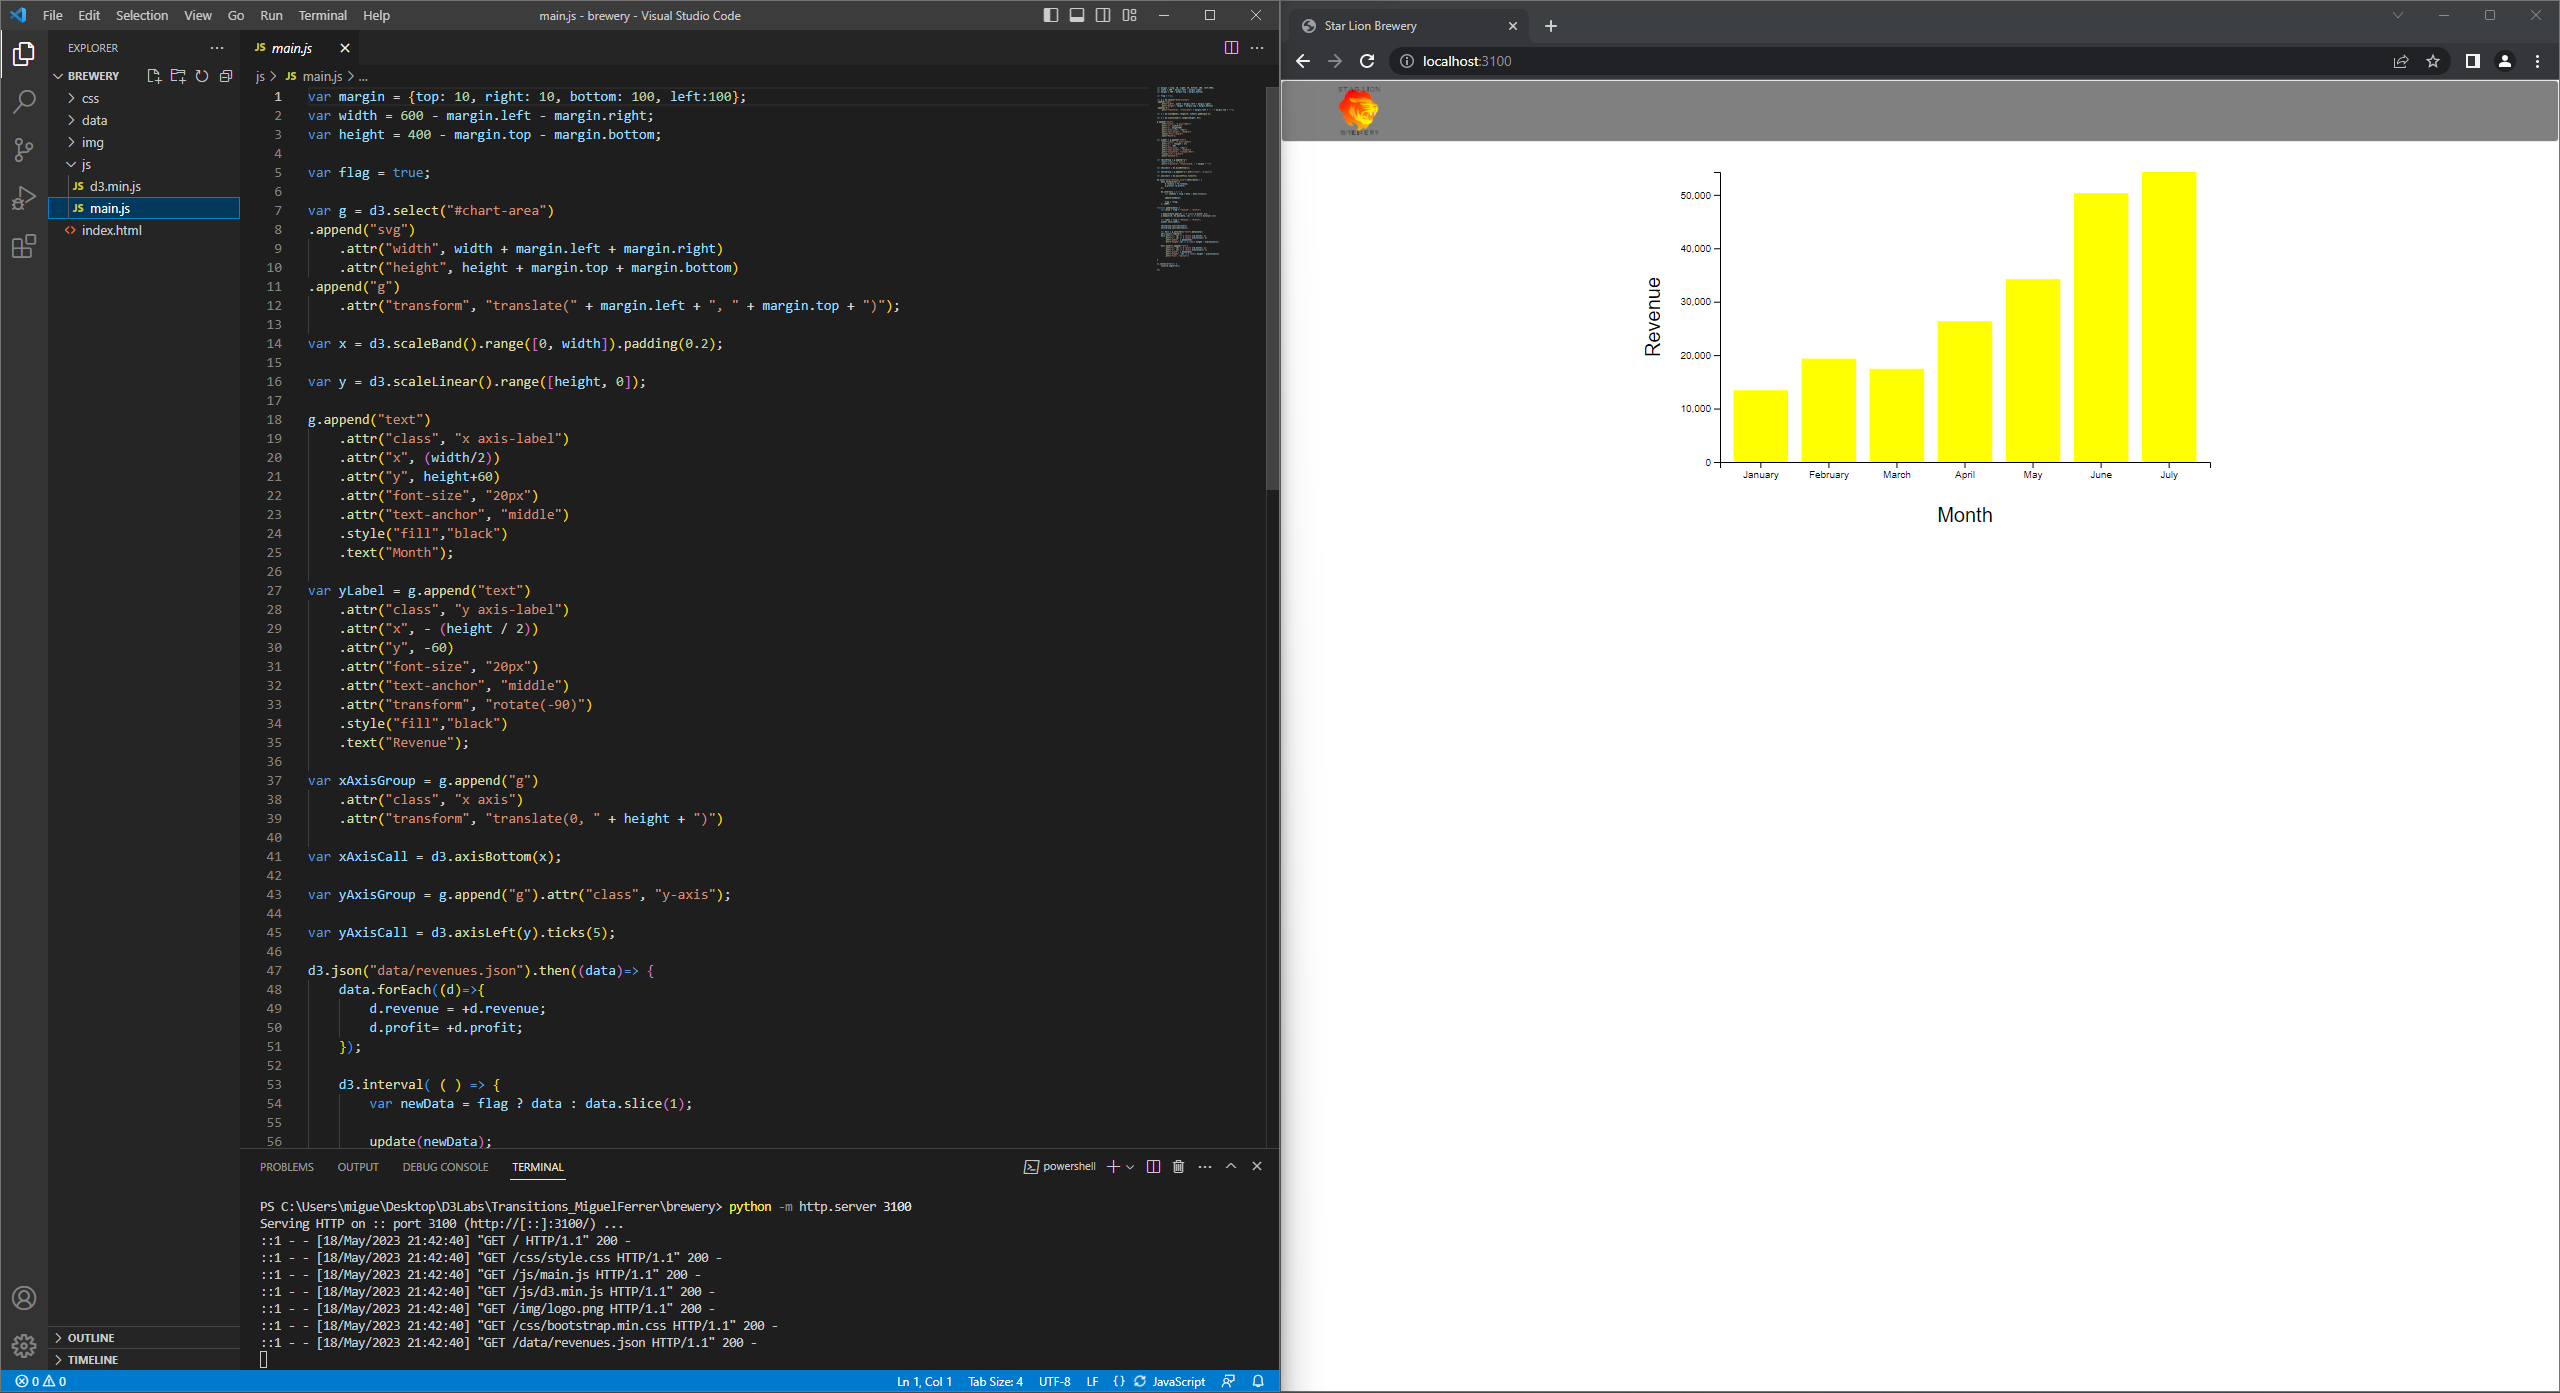 File Edit Selection View Go Run Terminal Help
main.js - brewery - Visual Studio Code
EXPLORER
BREWERY
css
data
img
js
JS d3.min.js
JS main.js
<> index.html
OUTLINE
TIMELINE
JS main.js
js > JS main.js > ...
1 var margin = {top: 10, right: 10, bottom: 100, left:100};
2 var width = 600 - margin.left - margin.right;
3 var height = 400 - margin.top - margin.bottom;
4
5 var flag = true;
6
7 var g = d3.select("#chart-area")
8 .append("svg")
9     .attr("width", width + margin.left + margin.right)
10     .attr("height", height + margin.top + margin.bottom)
11 .append("g")
12     .attr("transform", "translate(" + margin.left + ", " + margin.top + ")");
13
14 var x = d3.scaleBand().range([0, width]).padding(0.2);
15
16 var y = d3.scaleLinear().range([height, 0]);
17
18 g.append("text")
19     .attr("class", "x axis-label")
20     .attr("x", (width/2))
21     .attr("y", height+60)
22     .attr("font-size", "20px")
23     .attr("text-anchor", "middle")
24     .style("fill","black")
25     .text("Month");
26
27 var yLabel = g.append("text")
28     .attr("class", "y axis-label")
29     .attr("x", - (height / 2))
30     .attr("y", -60)
31     .attr("font-size", "20px")
32     .attr("text-anchor", "middle")
33     .attr("transform", "rotate(-90)")
34     .style("fill","black")
35     .text("Revenue");
36
37 var xAxisGroup = g.append("g")
38     .attr("class", "x axis")
39     .attr("transform", "translate(0, " + height + ")")
40
41 var xAxisCall = d3.axisBottom(x);
42
43 var yAxisGroup = g.append("g").attr("class", "y-axis");
44
45 var yAxisCall = d3.axisLeft(y).ticks(5);
46
47 d3.json("data/revenues.json").then((data)=> {
48     data.forEach((d)=>{
49         d.revenue = +d.revenue;
50         d.profit= +d.profit;
51     });
52
53     d3.interval( ( ) => {
54         var newData = flag ? data : data.slice(1);
55
56         update(newData);
PROBLEMS OUTPUT DEBUG CONSOLE TERMINAL
powershell
PS C:\Users\migue\Desktop\D3Labs\Transitions_MiguelFerrer\brewery> python -m http.server 3100
Serving HTTP on :: port 3100 (http://[::]:3100/) ...
::1 - - [18/May/2023 21:42:40] "GET / HTTP/1.1" 200 -
::1 - - [18/May/2023 21:42:40] "GET /css/style.css HTTP/1.1" 200 -
::1 - - [18/May/2023 21:42:40] "GET /js/main.js HTTP/1.1" 200 -
::1 - - [18/May/2023 21:42:40] "GET /js/d3.min.js HTTP/1.1" 200 -
::1 - - [18/May/2023 21:42:40] "GET /img/logo.png HTTP/1.1" 200 -
::1 - - [18/May/2023 21:42:40] "GET /css/bootstrap.min.css HTTP/1.1" 200 -
::1 - - [18/May/2023 21:42:40] "GET /data/revenues.json HTTP/1.1" 200 -
0 0
Ln 1, Col 1 Tab Size: 4 UTF-8 LF {} JavaScript
Star Lion Brewery
localhost:3100
STAR LION
BREWERY
50,000
40,000
30,000
20,000
10,000
0
Revenue
January February March April May June July
Month